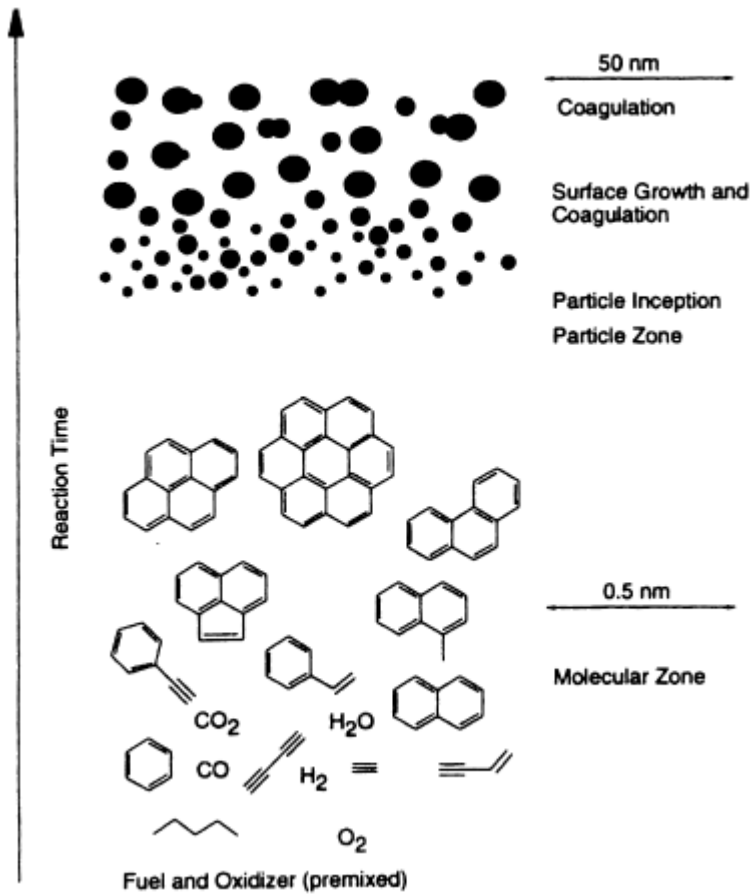 50 nm
Coagulation
Surface Growth and
Coagulation
Particle Inception
Particle Zone
Reaction Time
0.5 nm
Molecular Zone
CO2
H2O
CO
H2
O2
Fuel and Oxidizer (premixed)